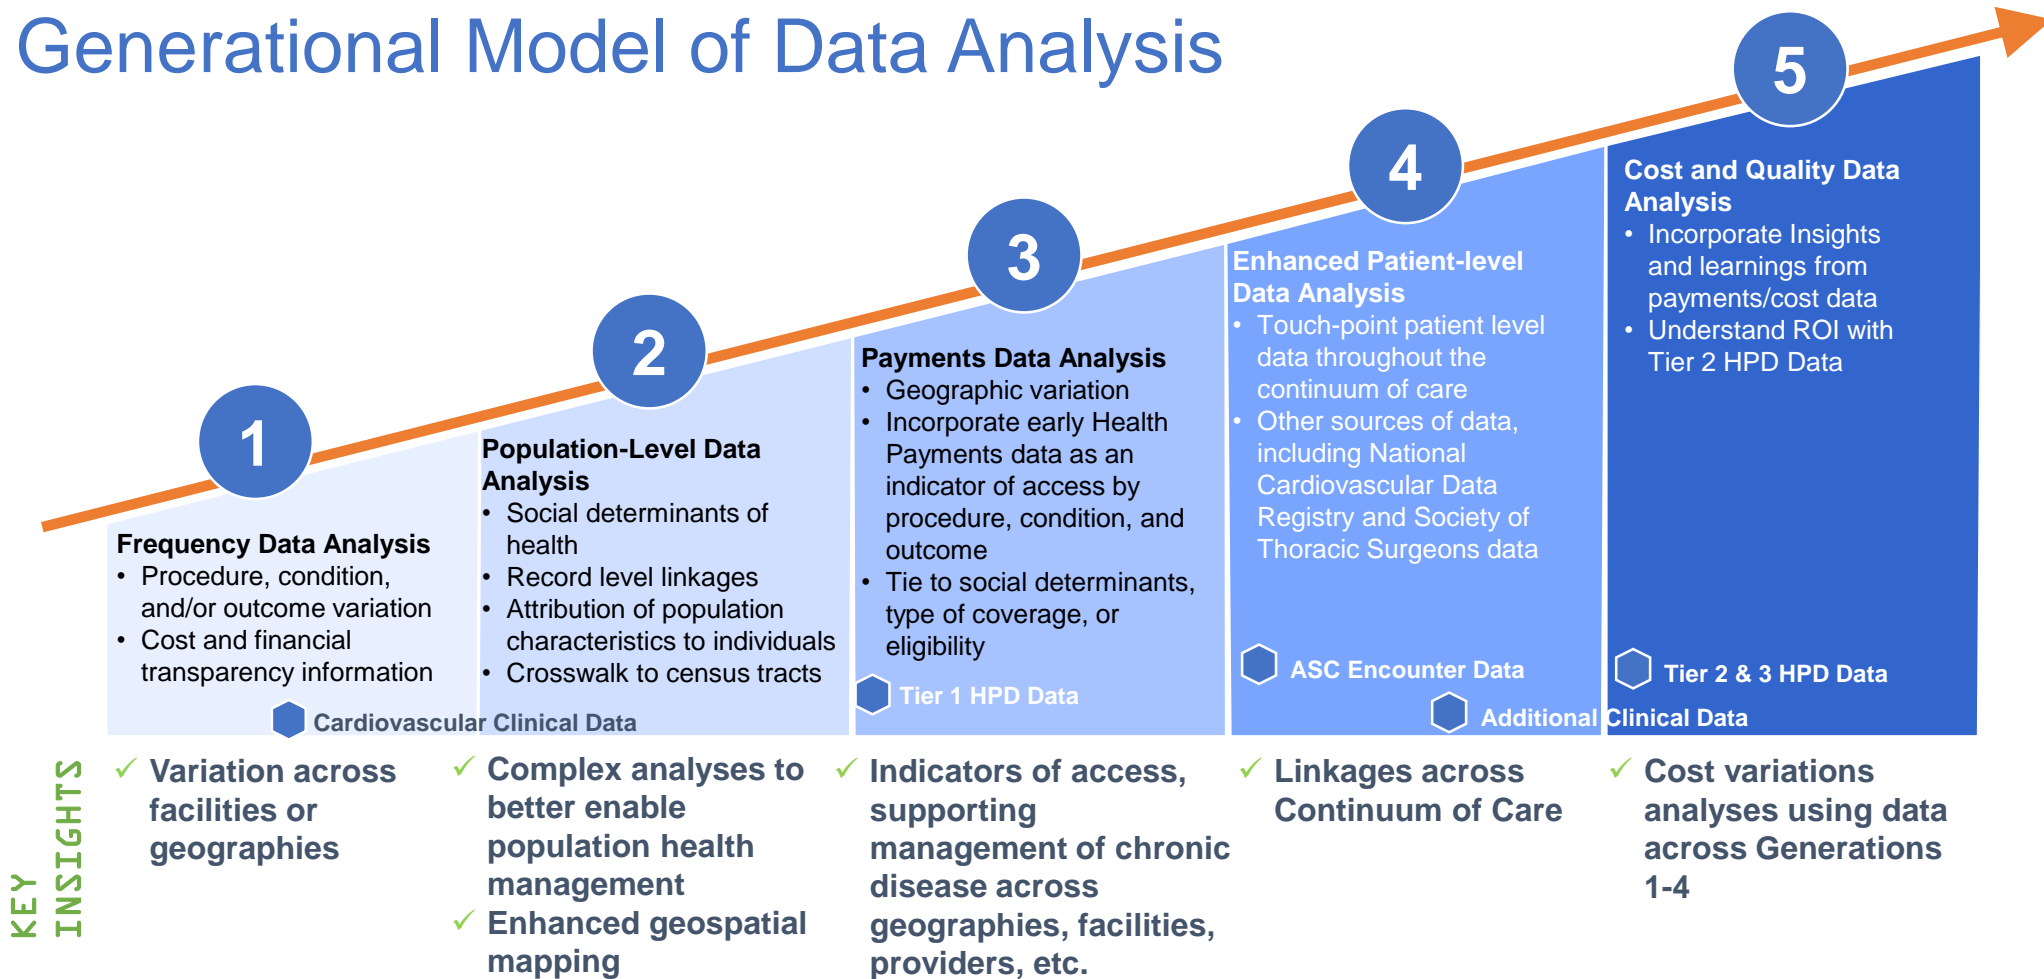 Generational Model of Data Analysis
1
Frequency Data Analysis
• Procedure, condition,
and/or outcome variation
• Cost and financial
transparency information
2
Population-Level Data
Analysis
• Social determinants of
health
• Record level linkages
• Attribution of population
characteristics to individuals
• Crosswalk to census tracts
Cardiovascular Clinical Data
3
Payments Data Analysis
• Geographic variation
• Incorporate early Health
Payments data as an
indicator of access by
procedure, condition, and
outcome
• Tie to social determinants,
type of coverage, or
eligibility
Tier 1 HPD Data
4
Enhanced Patient-level
Data Analysis
• Touch-point patient level
data throughout the
continuum of care
• Other sources of data,
including National
Cardiovascular Data
Registry and Society of
Thoracic Surgeons data
ASC Encounter Data
5
Cost and Quality Data
Analysis
• Incorporate Insights
and learnings from
payments/cost data
• Understand ROI with
Tier 2 HPD Data
Tier 2 & 3 HPD Data
Additional Clinical Data
KEY
INSIGHTS
✓ Variation across
facilities or
geographies
✓ Complex analyses to
better enable
population health
management
✓ Enhanced geospatial
mapping
✓ Indicators of access,
supporting
management of chronic
disease across
geographies, facilities,
providers, etc.
✓ Linkages across
Continuum of Care
✓ Cost variations
analyses using data
across Generations
1-4